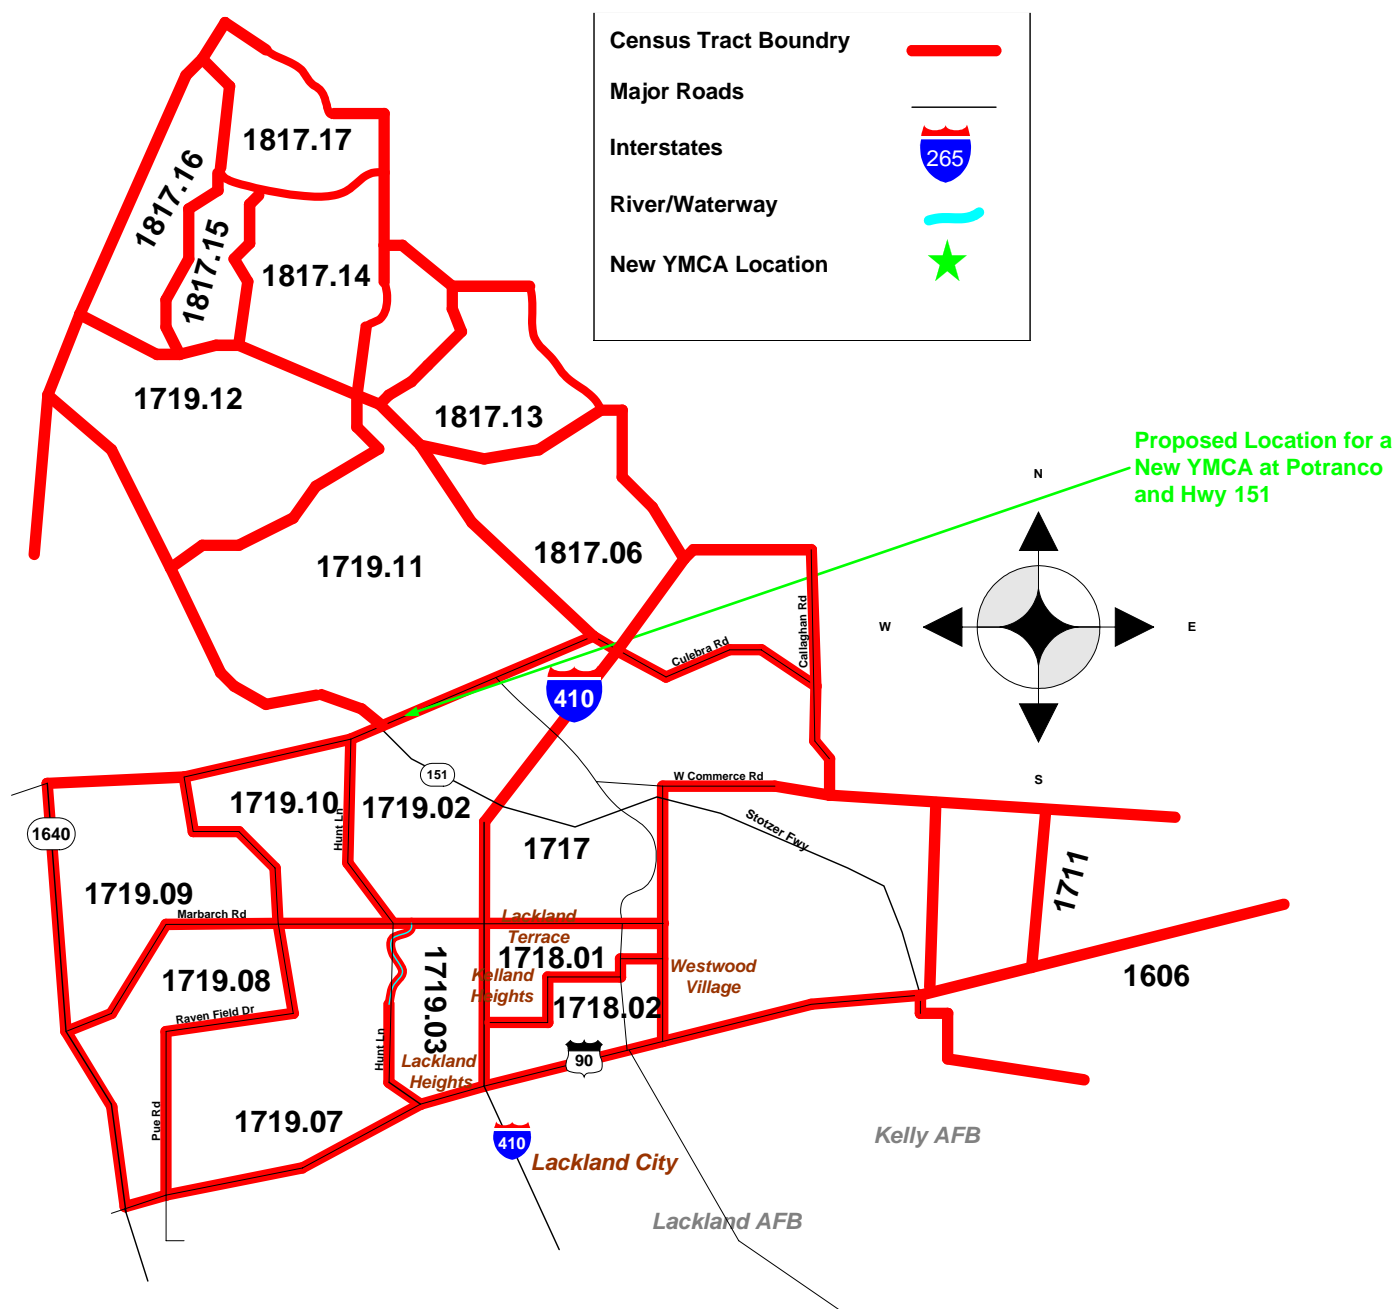 Census Tract Boundry
Major Roads
Interstates
265
River/Waterway
New YMCA Location
1817.17
1817.16
1817.15
1817.14
1719.12
1817.13
Proposed Location for a
New YMCA at Potranco
and Hwy 151
N
W
E
S
1817.06
1719.11
Callaghan Rd
Culebra Rd
410
151
W Commerce Rd
1719.10
1719.02
Hunt Ln
Stotzer Fwy
1640
1717
1711
1719.09
Marbarch Rd
Lackland
Terrace
1718.01
Kelland
Heights
Westwood
Village
1719.08
1719.03
1718.02
1606
Raven Field Dr
Hunt Ln
90
Lackland
Heights
Pue Rd
1719.07
410
Lackland City
Kelly AFB
Lackland AFB